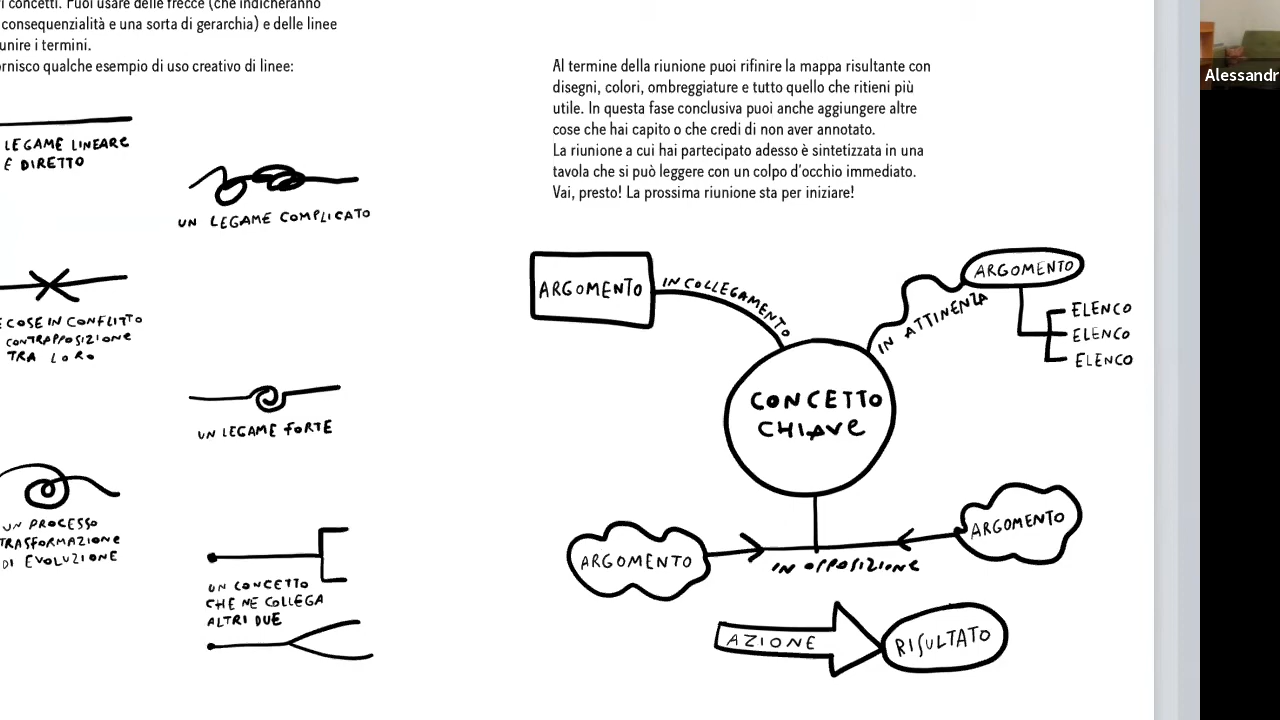 i concetti. Puoi usare delle frecce (che indicheranno
consequenzialità e una sorta di gerarchia) e delle linee
unire i termini.
rnisco qualche esempio di uso creativo di linee:
LEGAME LINEARE
E DIRETTO
UN LEGAME COMPLICATO
E COSE IN CONFLITTO
CONTRAPPOSIZIONE
TRA LORO
UN LEGAME FORTE
UN PROCESSO
TRASFORMAZIONE
DI EVOLUZIONE
UN CONCETTO
CHE NE COLLEGA
ALTRI DUE
Al termine della riunione puoi rifinire la mappa risultante con
disegni, colori, ombreggiature e tutto quello che ritieni più
utile. In questa fase conclusiva puoi anche aggiungere altre
cose che hai capito o che credi di non aver annotato.
La riunione a cui hai partecipato adesso è sintetizzata in una
tavola che si può leggere con un colpo d'occhio immediato.
Vai, presto! La prossima riunione sta per iniziare!
ARGOMENTO
IN COLLEGAMENTO
IN ATTINENZA
ARGOMENTO
ELENCO
ELENCO
ELENCO
CONCETTO
CHIAVE
ARGOMENTO
IN OPPOSIZIONE
ARGOMENTO
AZIONE
RISULTATO
Alessandr